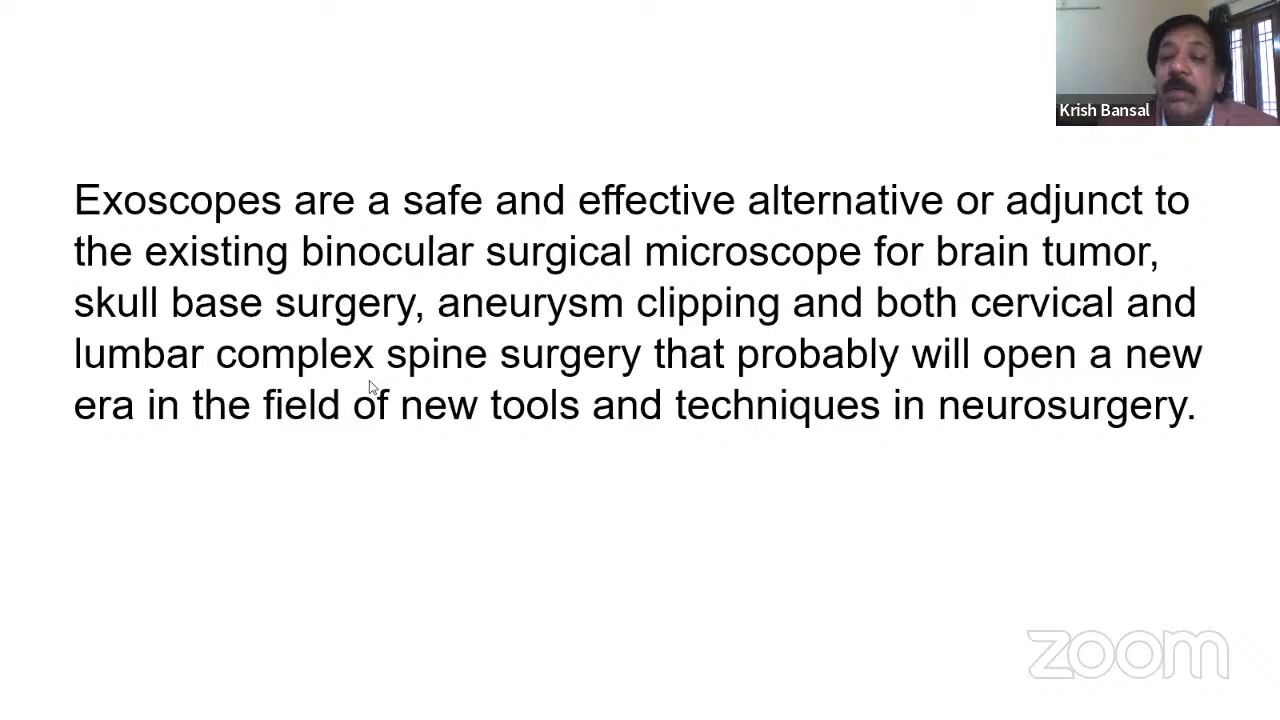 Krish Bansal
Exoscopes are a safe and effective alternative or adjunct to
the existing binocular surgical microscope for brain tumor,
skull base surgery, aneurysm clipping and both cervical and
lumbar complex spine surgery that probably will open a new
era in the field of new tools and techniques in neurosurgery.
zoom